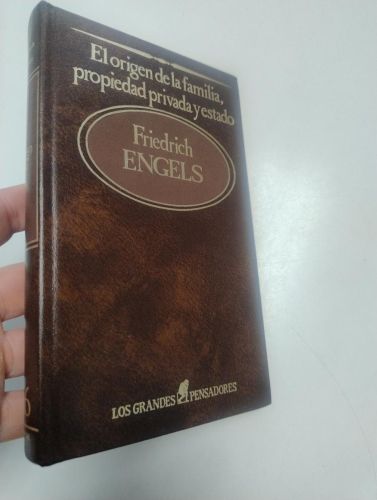 El origen de la familia,
propiedad privada y estado
Friedrich
ENGELS
LOS GRANDES PENSADORES